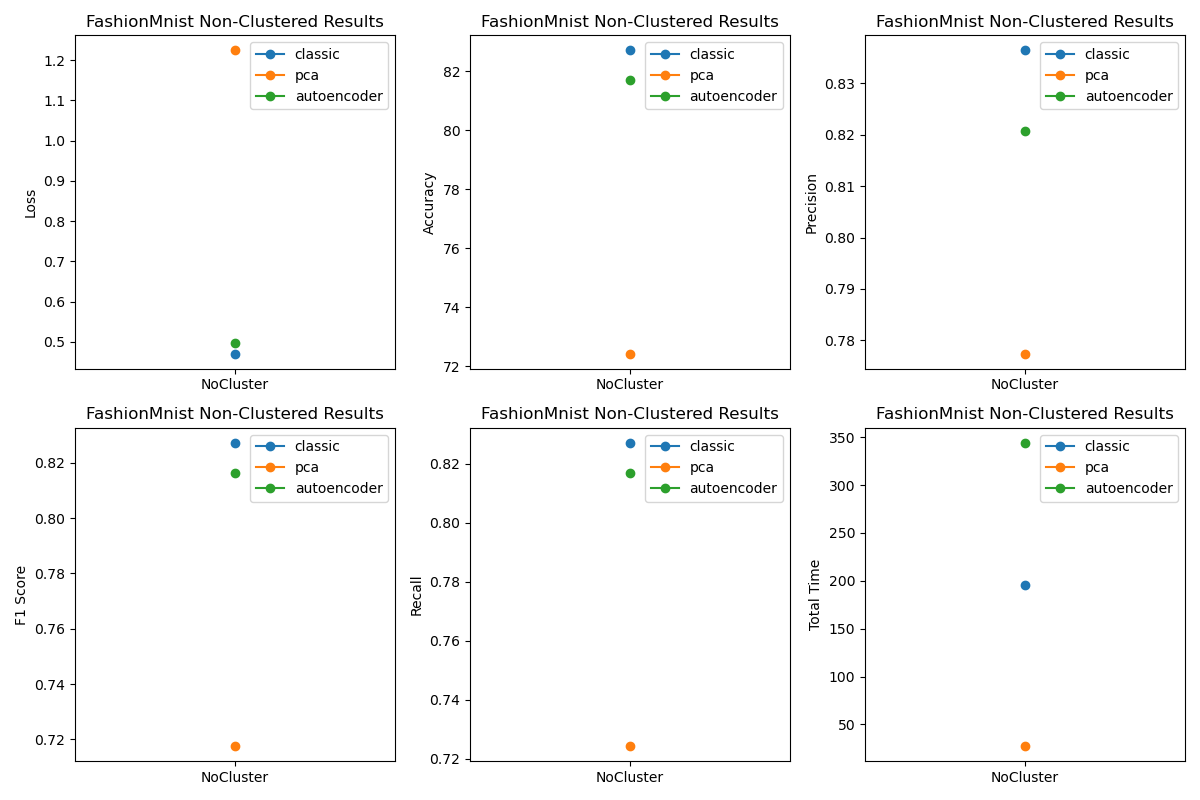 FashionMnist Non-Clustered Results
FashionMnist Non-Clustered Results
FashionMnist Non-Clustered Results
Loss
1.2
1.1
1.0
0.9
0.8
0.7
0.6
0.5
classic
pca
autoencoder
NoCluster
Accuracy
82
80
78
76
74
72
classic
pca
autoencoder
NoCluster
Precision
0.83
0.82
0.81
0.80
0.79
0.78
classic
pca
autoencoder
NoCluster
FashionMnist Non-Clustered Results
FashionMnist Non-Clustered Results
FashionMnist Non-Clustered Results
F1 Score
0.82
0.80
0.78
0.76
0.74
0.72
classic
pca
autoencoder
NoCluster
Recall
0.82
0.80
0.78
0.76
0.74
0.72
classic
pca
autoencoder
NoCluster
Total Time
350
300
250
200
150
100
50
classic
pca
autoencoder
NoCluster